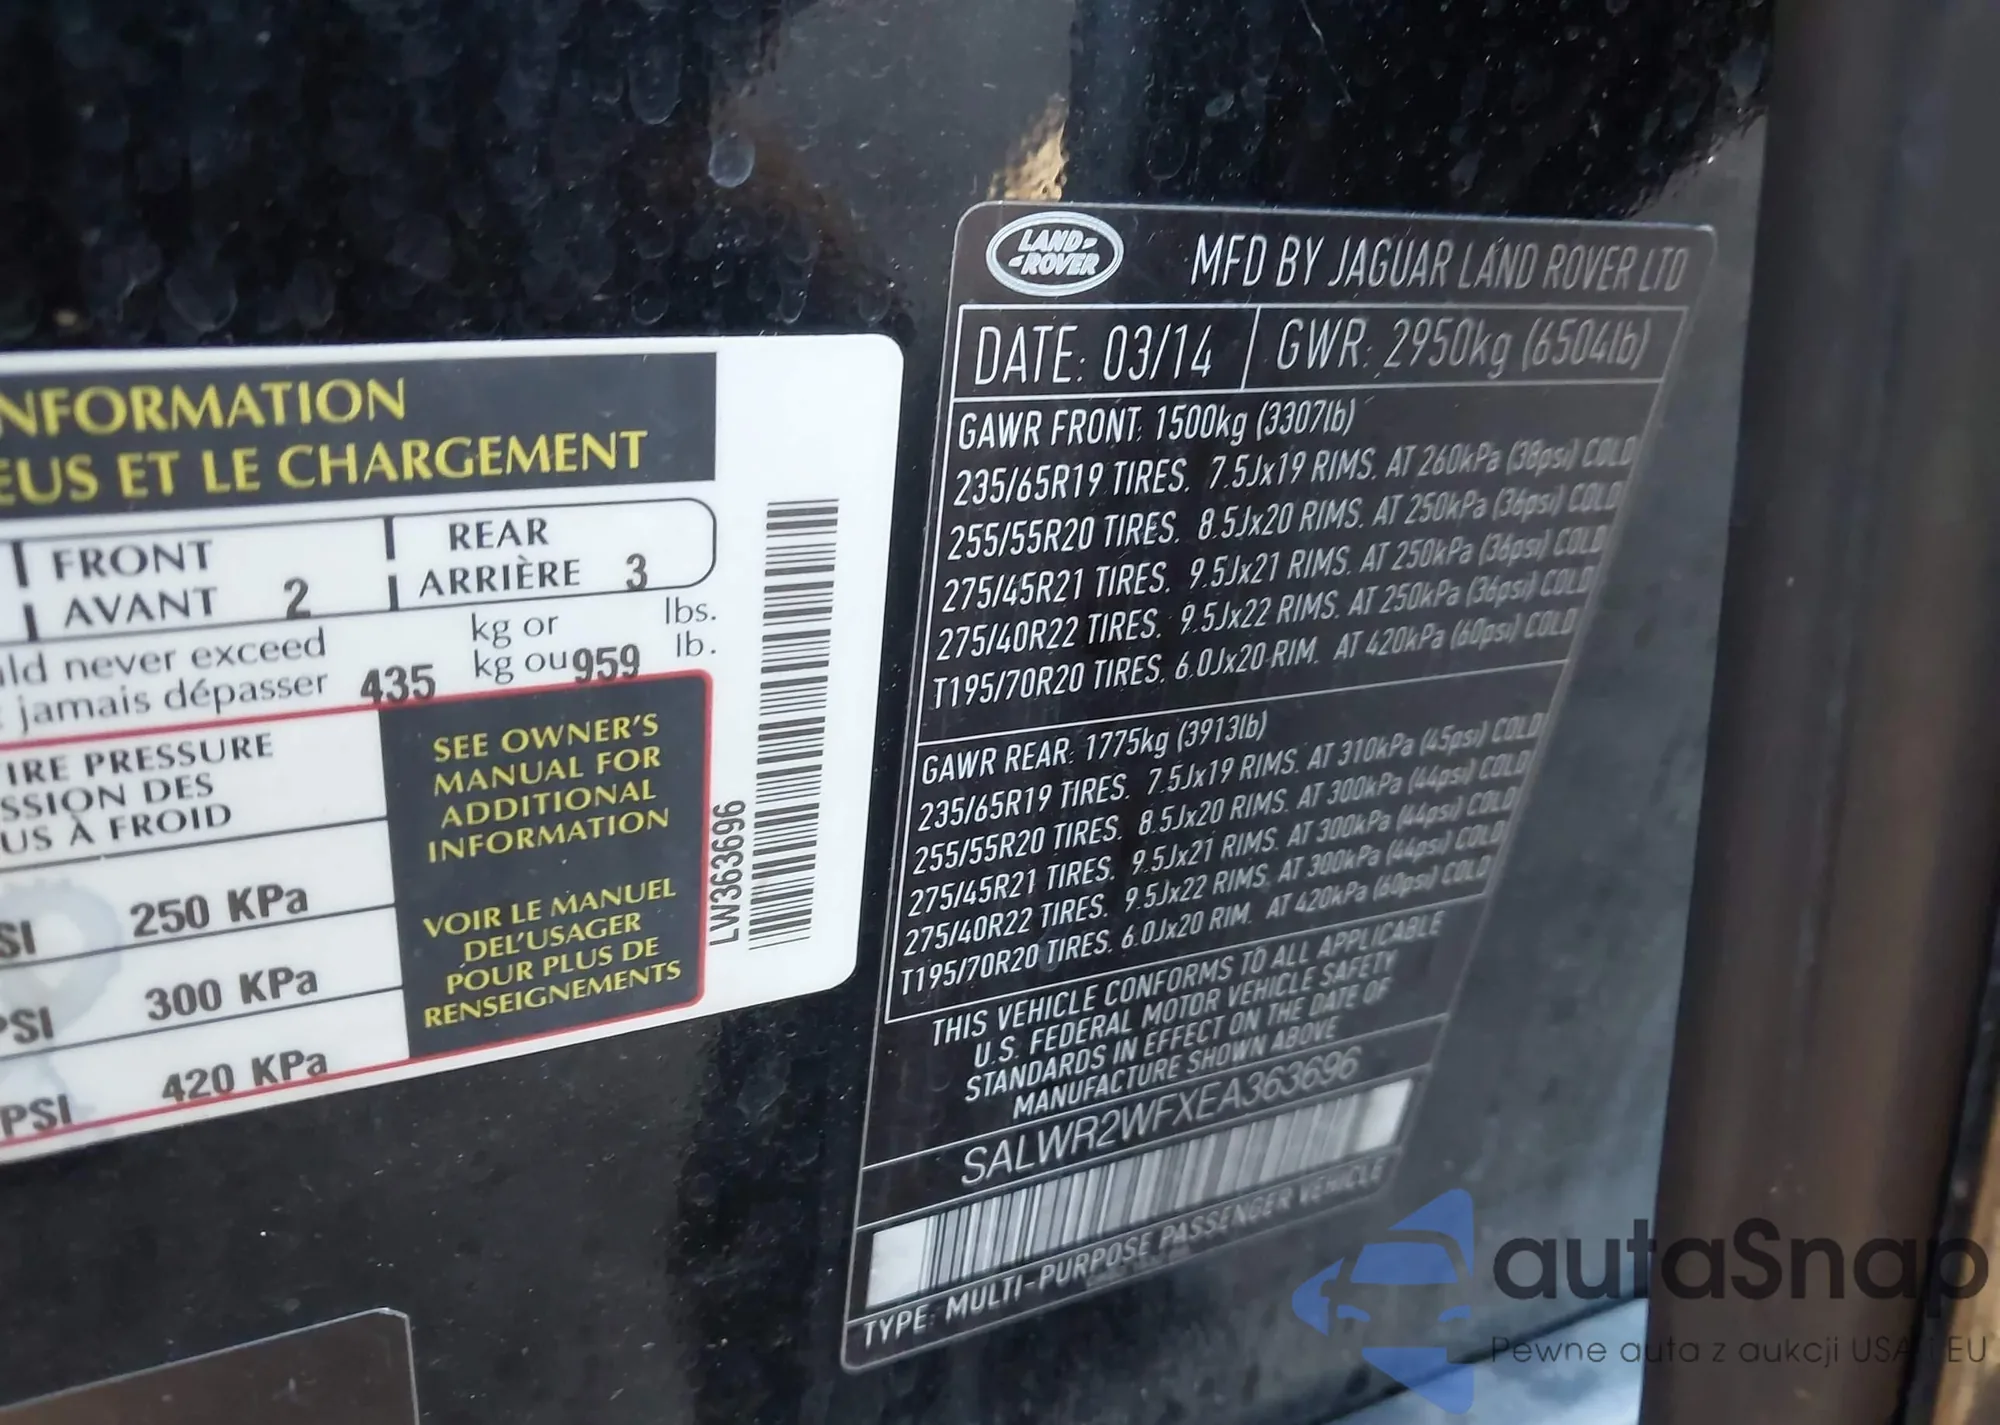 NFORMATION
EUS ET LE CHARGEMENT
FRONT
AVANT 2
REAR
ARRIÈRE 3
ld never exceed
jamais dépasser 435
kg or
kg ou 959
lbs.
lb.
IRE PRESSURE
SSION DES
US À FROID
SI 250 KPa
PSI 300 KPa
PSI 420 KPa
SEE OWNER'S
MANUAL FOR
ADDITIONAL
INFORMATION
VOIR LE MANUEL
DEL'USAGER
POUR PLUS DE
RENSEIGNEMENTS
LW363696
LAND-
-ROVER
MFD BY JAGUAR LAND ROVER LTD
DATE: 03/14 GWR: 2950kg (6504lb)
GAWR FRONT: 1500kg (3307lb)
235/65R19 TIRES. 7.5Jx19 RIMS. AT 260kPa (38psi) COLD
255/55R20 TIRES. 8.5Jx20 RIMS. AT 250kPa (36psi) COLD
275/45R21 TIRES. 9.5Jx21 RIMS. AT 250kPa (36psi) COLD
275/40R22 TIRES. 9.5Jx22 RIMS. AT 250kPa (36psi) COLD
T195/70R20 TIRES. 6.0Jx20 RIM. AT 420kPa (60psi) COLD
GAWR REAR: 1775kg (3913lb)
235/65R19 TIRES. 7.5Jx19 RIMS. AT 310kPa (45psi) COLD
255/55R20 TIRES. 8.5Jx20 RIMS. AT 300kPa (44psi) COLD
275/45R21 TIRES. 9.5Jx21 RIMS. AT 300kPa (44psi) COLD
275/40R22 TIRES. 9.5Jx22 RIMS. AT 300kPa (44psi) COLD
T195/70R20 TIRES. 6.0Jx20 RIM. AT 420kPa (60psi) COLD
THIS VEHICLE CONFORMS TO ALL APPLICABLE
U.S. FEDERAL MOTOR VEHICLE SAFETY
STANDARDS IN EFFECT ON THE DATE OF
MANUFACTURE SHOWN ABOVE
SALWR2WFXEA363696
TYPE: MULTI-PURPOSE PASSENGER VEHICLE
autaSnap
Pewne auta z aukcji USA i EU